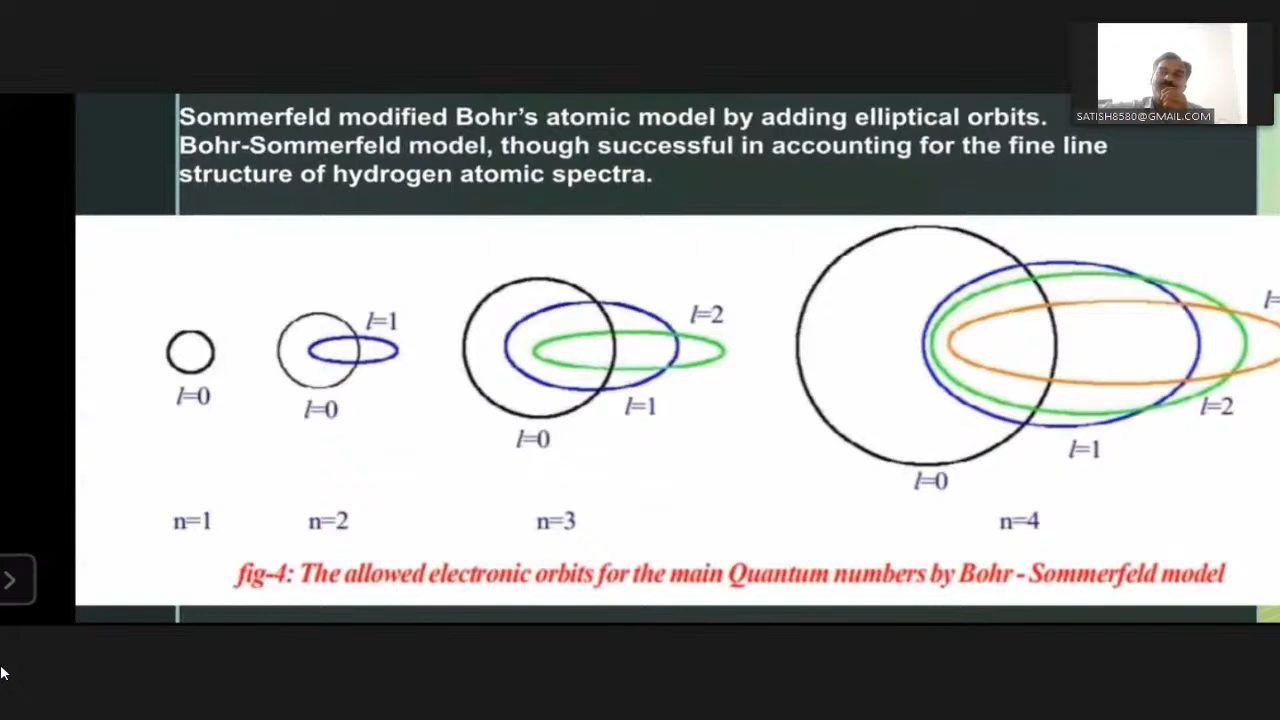 SATISH8580@GMAIL.COM
Sommerfeld modified Bohr’s atomic model by adding elliptical orbits.
Bohr-Sommerfeld model, though successful in accounting for the fine line
structure of hydrogen atomic spectra.
l=0
l=0
l=1
l=0
l=1
l=2
l=0
l=1
l=2
l=
n=1
n=2
n=3
n=4
fig-4: The allowed electronic orbits for the main Quantum numbers by Bohr - Sommerfeld model